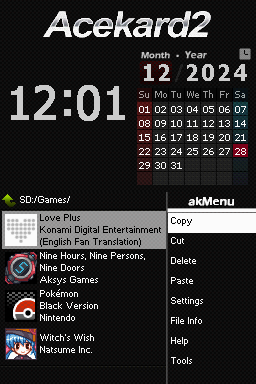 Acekard2
Month - Year
12 / 2024
12:01
Su Mo Tu We Th Fr Sa
01 02 03 04 05 06 07
08 09 10 11 12 13 14
15 16 17 18 19 20 21
22 23 24 25 26 27 28
29 30 31
SD:/Games/
akMenu
Love Plus
Konami Digital Entertainment
(English Fan Translation)
Nine Hours, Nine Persons,
Nine Doors
Aksys Games
Pokémon
Black Version
Nintendo
Witch's Wish
Natsume Inc.
Copy
Cut
Delete
Paste
Settings
File Info
Help
Tools